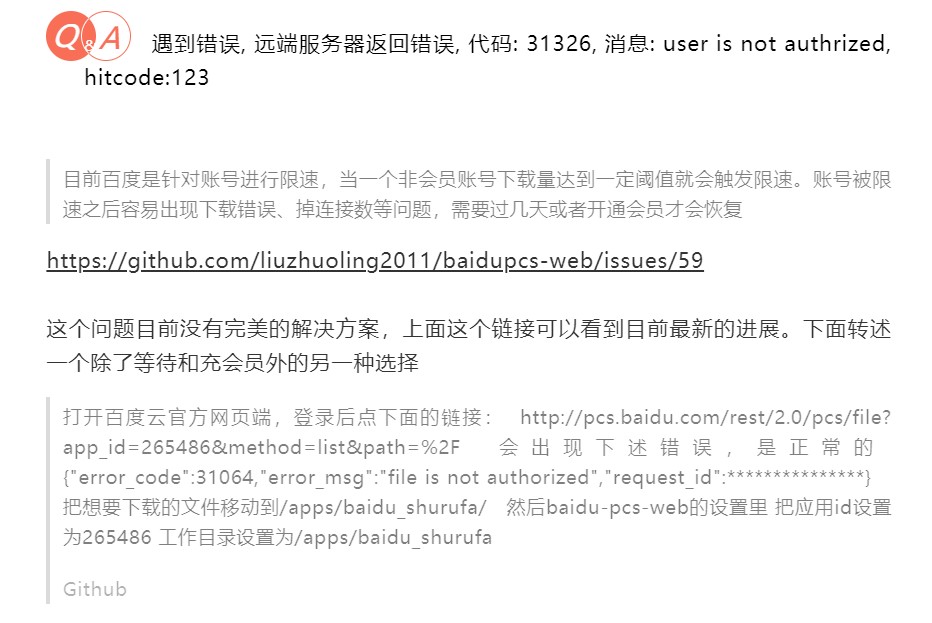 Q&A 遇到错误, 远端服务器返回错误, 代码: 31326, 消息: user is not authrized,
hitcode:123
目前百度是针对账号进行限速，当一个非会员账号下载量达到一定阈值就会触发限速。账号被限
速之后容易出现下载错误、掉连接数等问题，需要过几天或者开通会员才会恢复
https://github.com/liuzhuoling2011/baidupcs-web/issues/59
这个问题目前没有完美的解决方案，上面这个链接可以看到目前最新的进展。下面转述
一个除了等待和充会员外的另一种选择
打开百度云官方网页端，登录后点下面的链接： http://pcs.baidu.com/rest/2.0/pcs/file?
app_id=265486&method=list&path=%2F 会出现下述错误，是正常的
{"error_code":31064,"error_msg":"file is not authorized","request_id":***************}
把想要下载的文件移动到/apps/baidu_shurufa/ 然后baidu-pcs-web的设置里 把应用id设置
为265486 工作目录设置为/apps/baidu_shurufa
Github